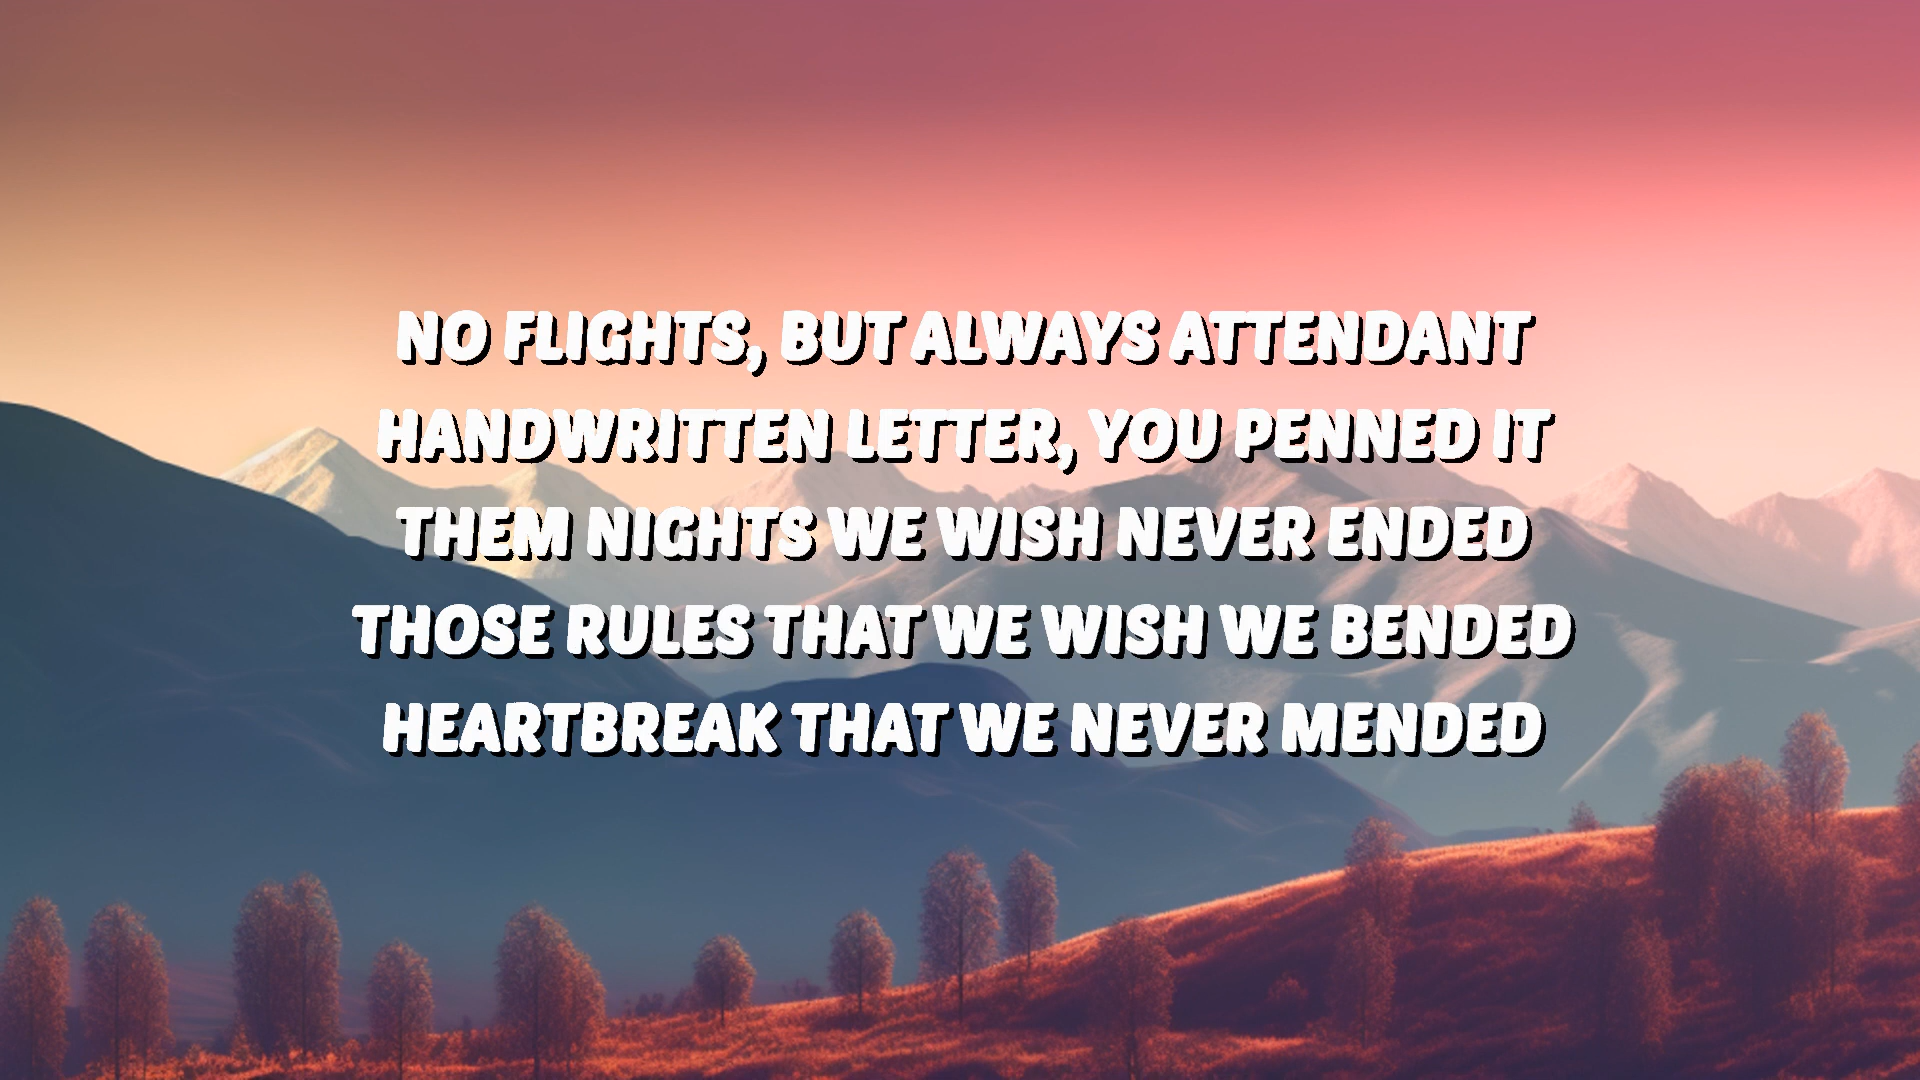 NO FLIGHTS, BUT ALWAYS ATTENDANT
HANDWRITTEN LETTER, YOU PENNED IT
THEM NIGHTS WE WISH NEVER ENDED
THOSE RULES THAT WE WISH WE BENDED
HEARTBREAK THAT WE NEVER MENDED